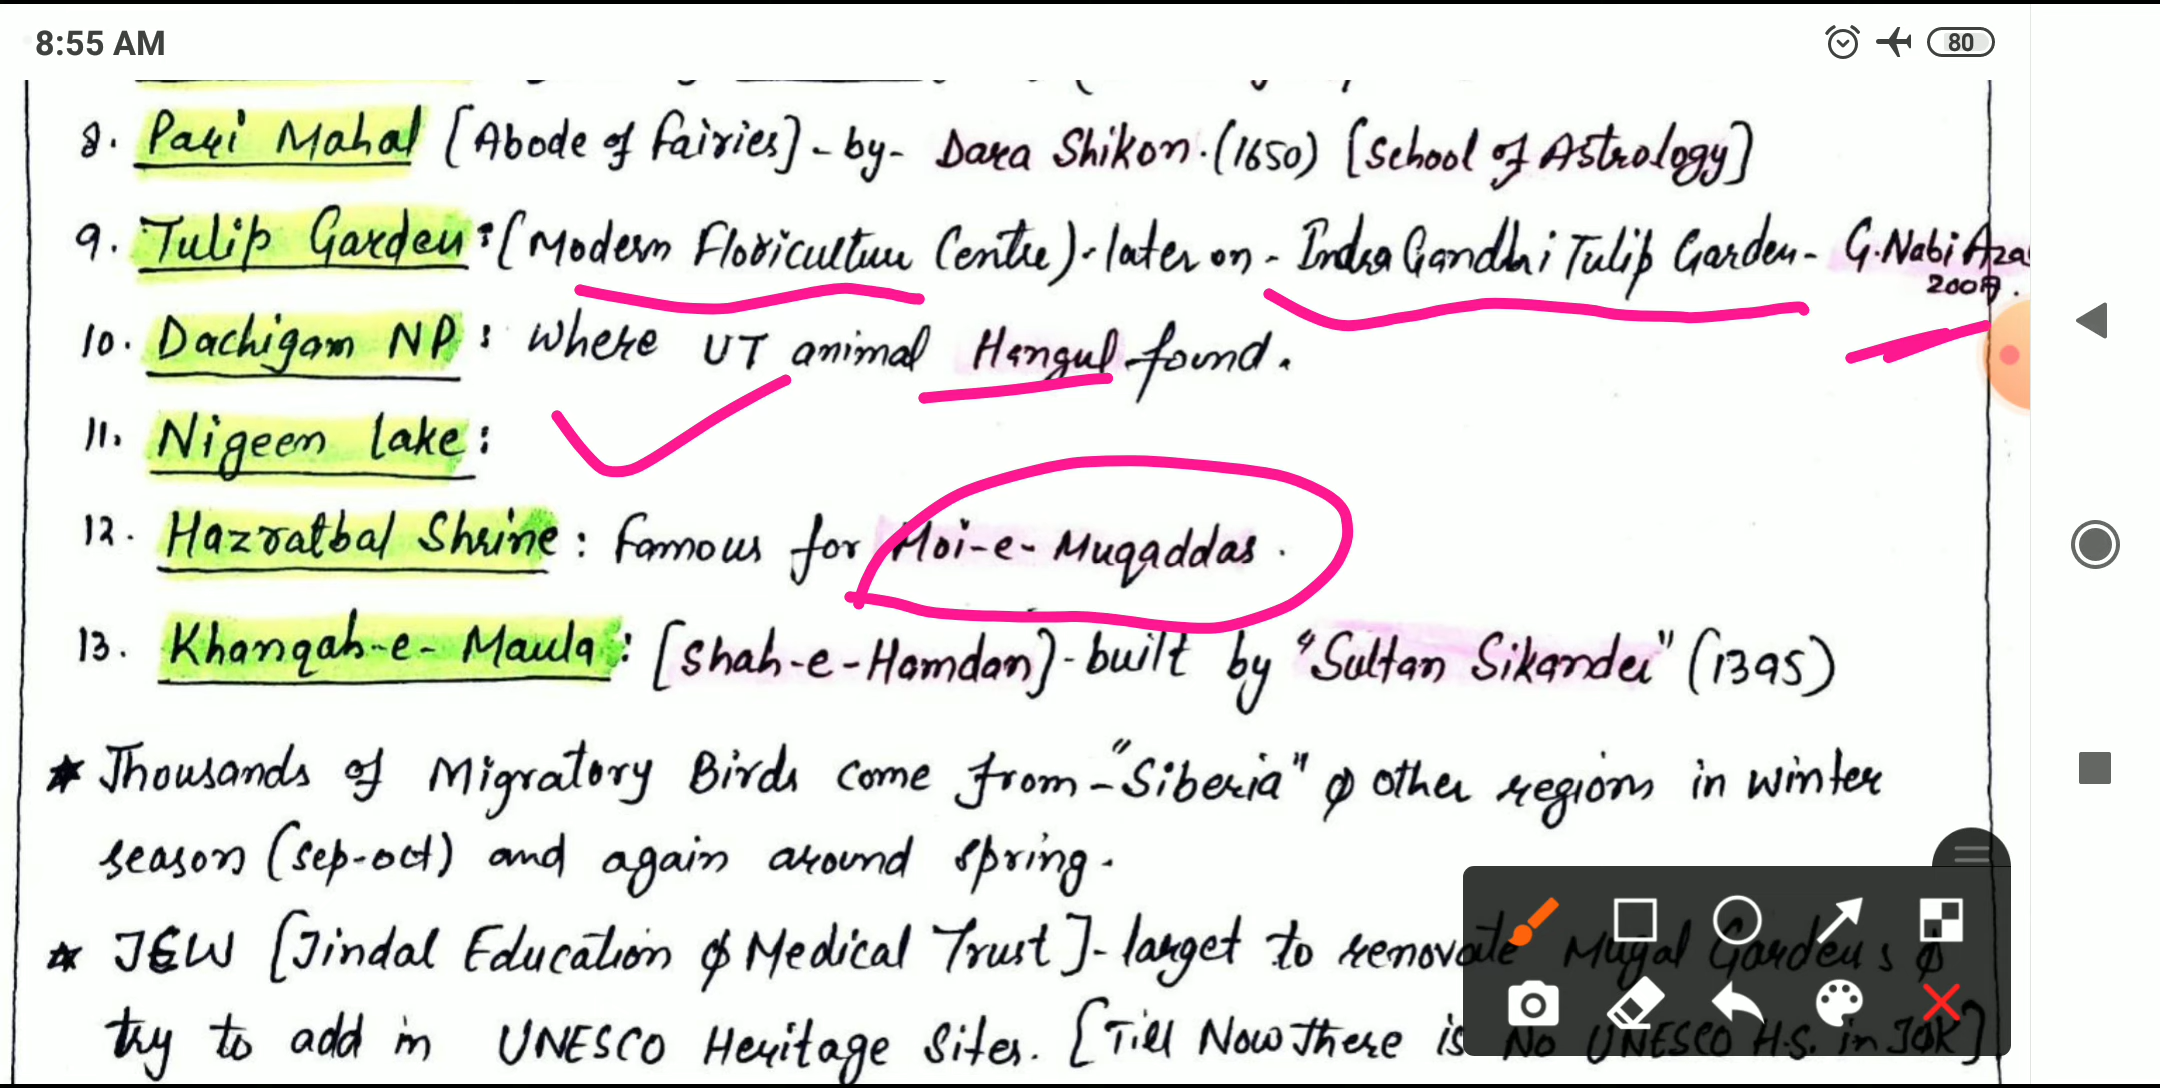 8:55 AM
80
8. Pari Mahal [Abode of fairies] - by - Dara Shikon. (1650) [School of Astrology]
9. Tulip Garden: (Modern Floriculture Centre) - later on - Indra Gandhi Tulip Garden - G. Nabi Aza
10. Dachigam NP: where UT animal Hangul found.
11. Nigeen lake:
12. Hazratbal Shrine: famous for Moi-e-Muqaddas.
13. Khanqah-e-Maula: [Shah-e-Hamdan] - built by "Sultan Sikander" (1395)
* Thousands of Migratory Birds come from - "Siberia" & other regions in winter
season (sep-oct) and again around spring.
* JEW [Jindal Education & Medical Trust] - target to renovate Mugal Gardens &
try to add in UNESCO Heritage Sites. [Till Now There is No UNESCO H.S. in J&K]